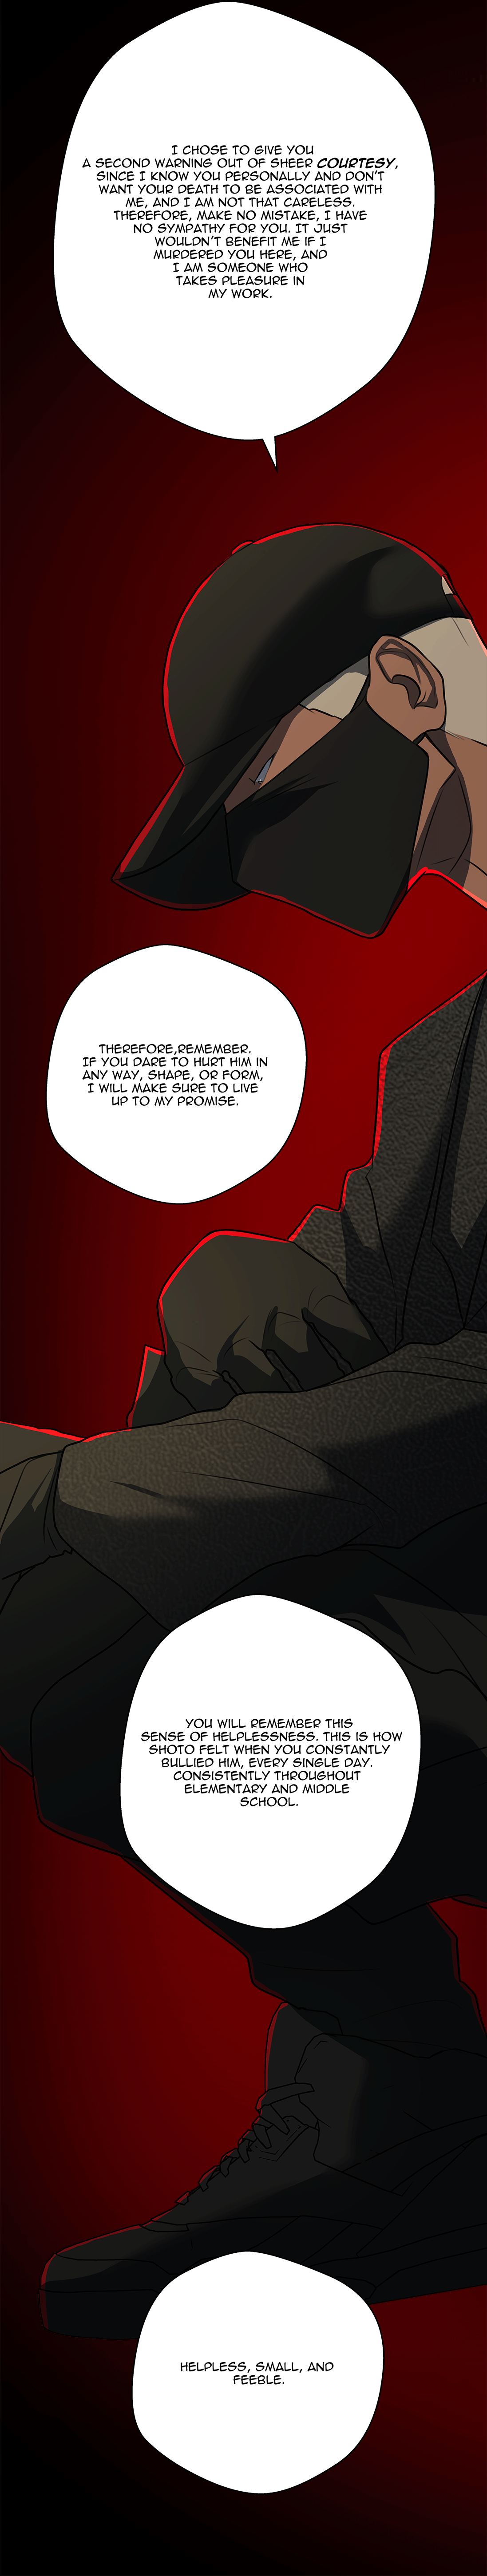 I CHOSE TO GIVE YOU
A SECOND WARNING OUT OF SHEER COURTESY,
SINCE I KNOW YOU PERSONALLY AND DON'T
WANT YOUR DEATH TO BE ASSOCIATED WITH
ME, AND I AM NOT THAT CARELESS.
THEREFORE, MAKE NO MISTAKE, I HAVE
NO SYMPATHY FOR YOU. IT JUST
WOULDN'T BENEFIT ME IF I
MURDERED YOU HERE, AND
I AM SOMEONE WHO
TAKES PLEASURE IN
MY WORK.
THEREFORE,REMEMBER.
IF YOU DARE TO HURT HIM IN
ANY WAY, SHAPE, OR FORM,
I WILL MAKE SURE TO LIVE
UP TO MY PROMISE.
YOU WILL REMEMBER THIS
SENSE OF HELPLESSNESS. THIS IS HOW
SHOTO FELT WHEN YOU CONSTANTLY
BULLIED HIM, EVERY SINGLE DAY.
CONSISTENTLY THROUGHOUT
ELEMENTARY AND MIDDLE
SCHOOL.
HELPLESS, SMALL, AND
FEEBLE.